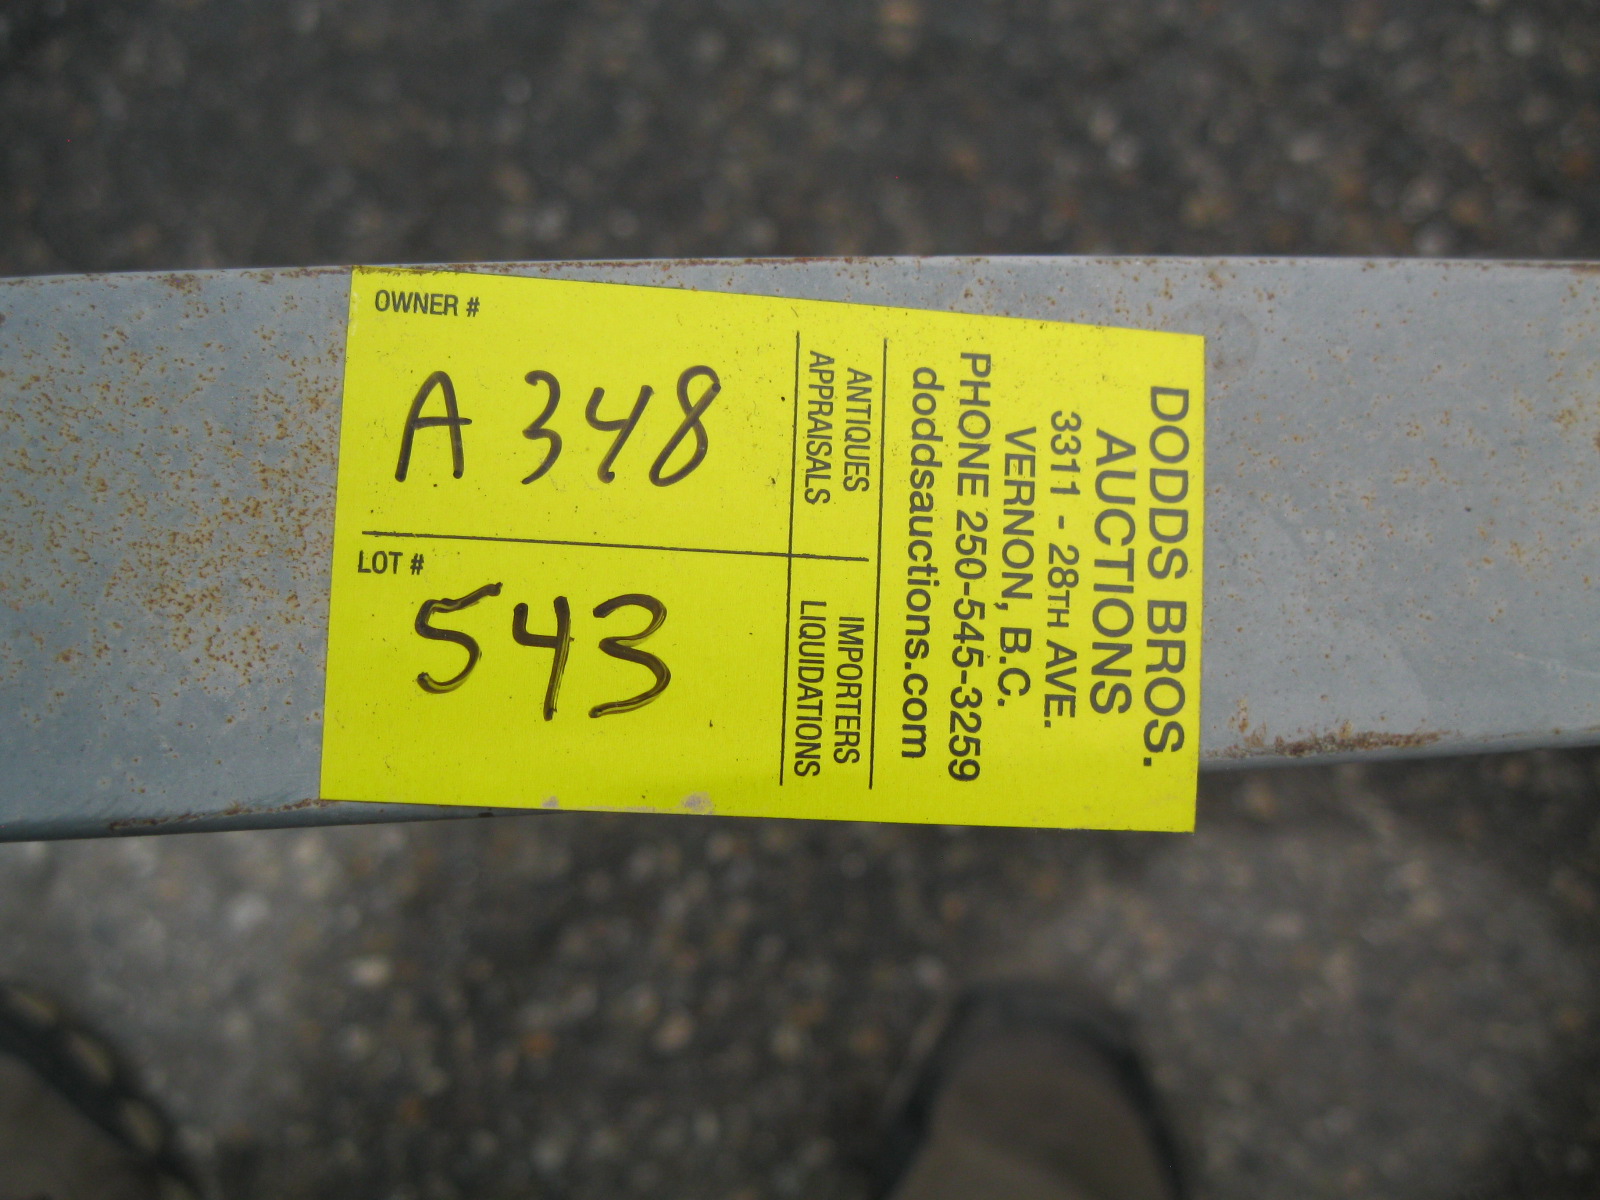 OWNER #
A 348
LOT #
543
DODDS BROS.
AUCTIONS
3311 - 28TH AVE.
VERNON, B.C.
PHONE 250-545-3259
doddsauctions.com
ANTIQUES IMPORTERS
APPRAISALS LIQUIDATIONS